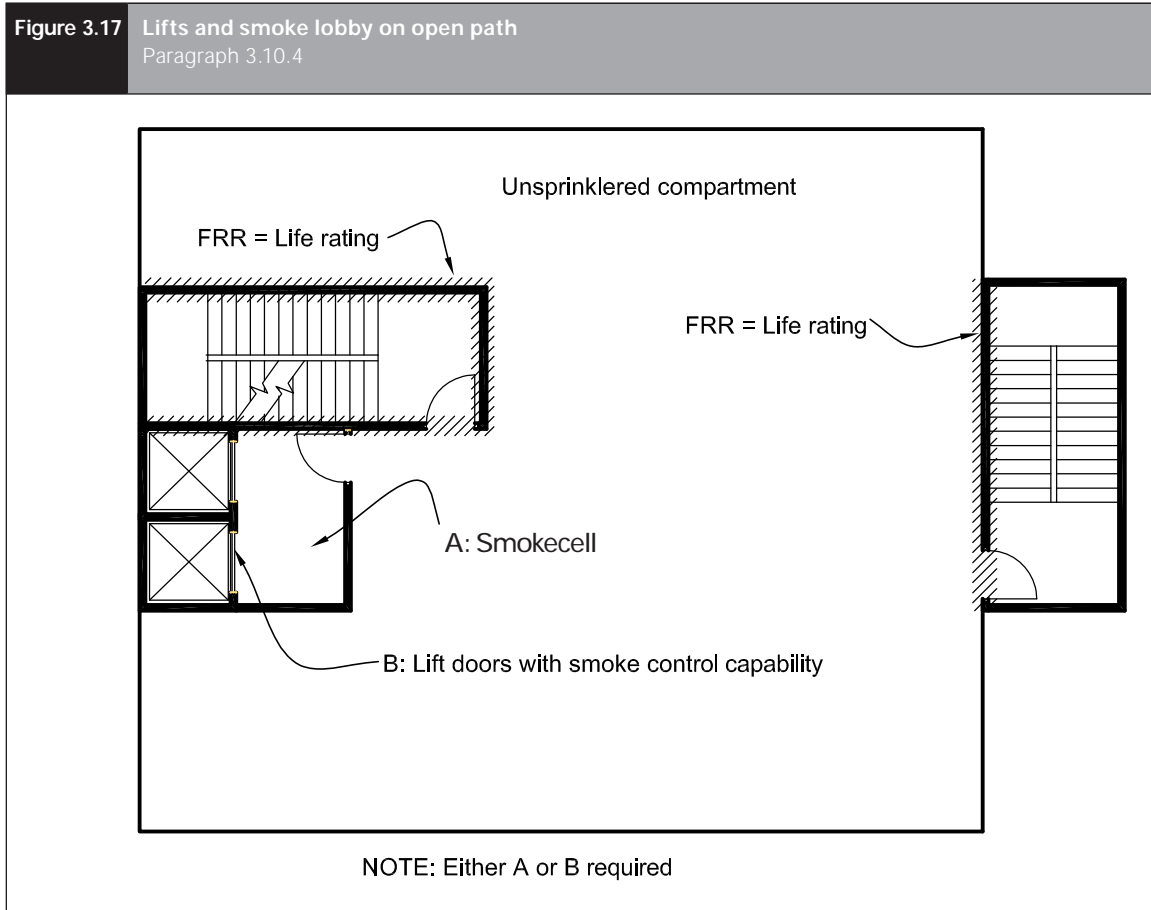 Figure 3.17 Lifts and smoke lobby on open path
Paragraph 3.10.4
Unsprinklered compartment
FRR = Life rating
FRR = Life rating
A: Smokecell
B: Lift doors with smoke control capability
NOTE: Either A or B required